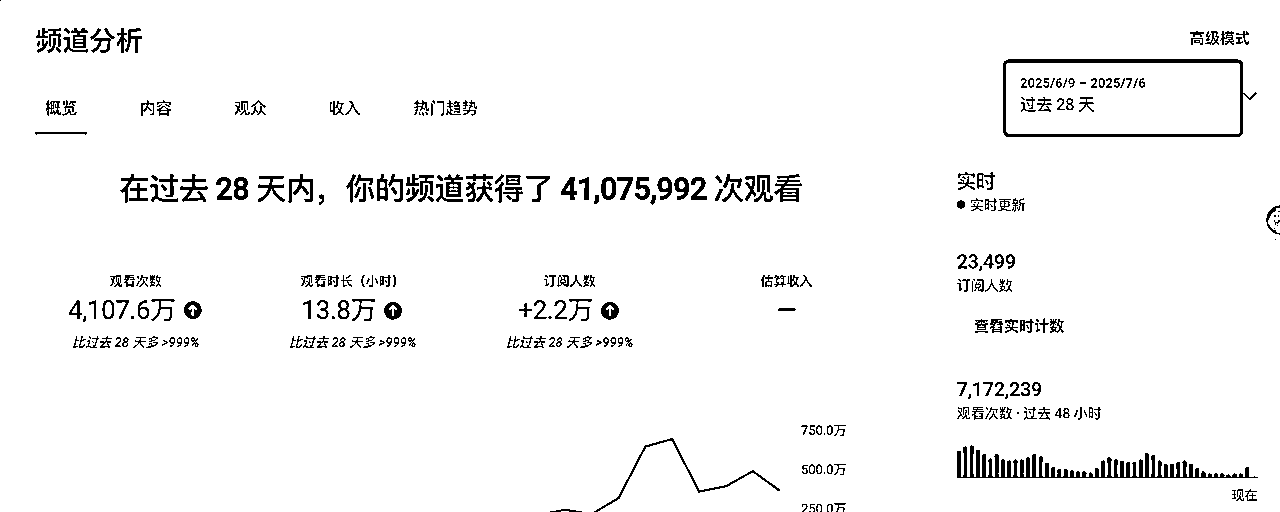 频道分析
高级模式
2025/6/9 – 2025/7/6
过去 28 天
概览
内容
观众
收入
热门趋势
在过去 28 天内，你的频道获得了 41,075,992 次观看
观看次数
4,107.6万
比过去 28 天多 >999%
观看时长（小时）
13.8万
比过去 28 天多 >999%
订阅人数
+2.2万
比过去 28 天多 >999%
估算收入
—
750.0万
500.0万
250.0万
实时
实时更新
23,499
订阅人数
查看实时计数
7,172,239
观看次数 · 过去 48 小时
现在